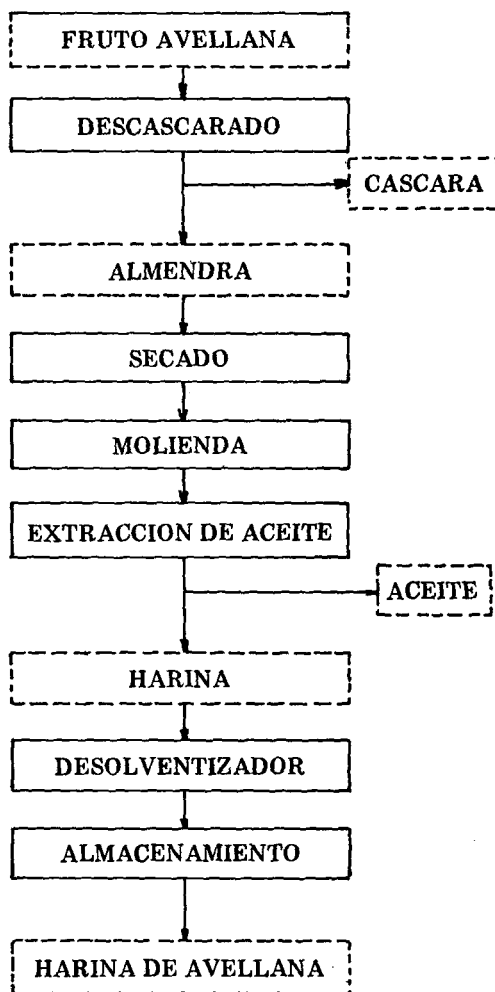 FRUTO AVELLANA
DESCASCARADO
CASCARA
ALMENDRA
SECADO
MOLIENDA
EXTRACCION DE ACEITE
ACEITE
HARINA
DESOLVENTIZADOR
ALMACENAMIENTO
HARINA DE AVELLANA